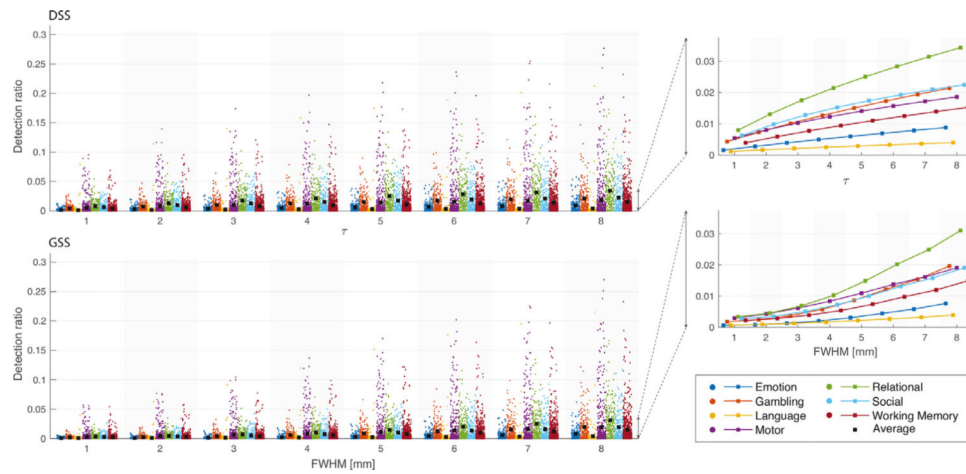 DSS
Detection ratio
0.3
0.25
0.2
0.15
0.1
0.05
0
1 2 3 4 5 6 7 8
τ
0.03
0.02
0.01
0
1 2 3 4 5 6 7 8
τ
GSS
Detection ratio
0.3
0.25
0.2
0.15
0.1
0.05
0
1 2 3 4 5 6 7 8
FWHM [mm]
0.03
0.02
0.01
0
1 2 3 4 5 6 7 8
FWHM [mm]
Emotion Relational
Gambling Social
Language Working Memory
Motor Average